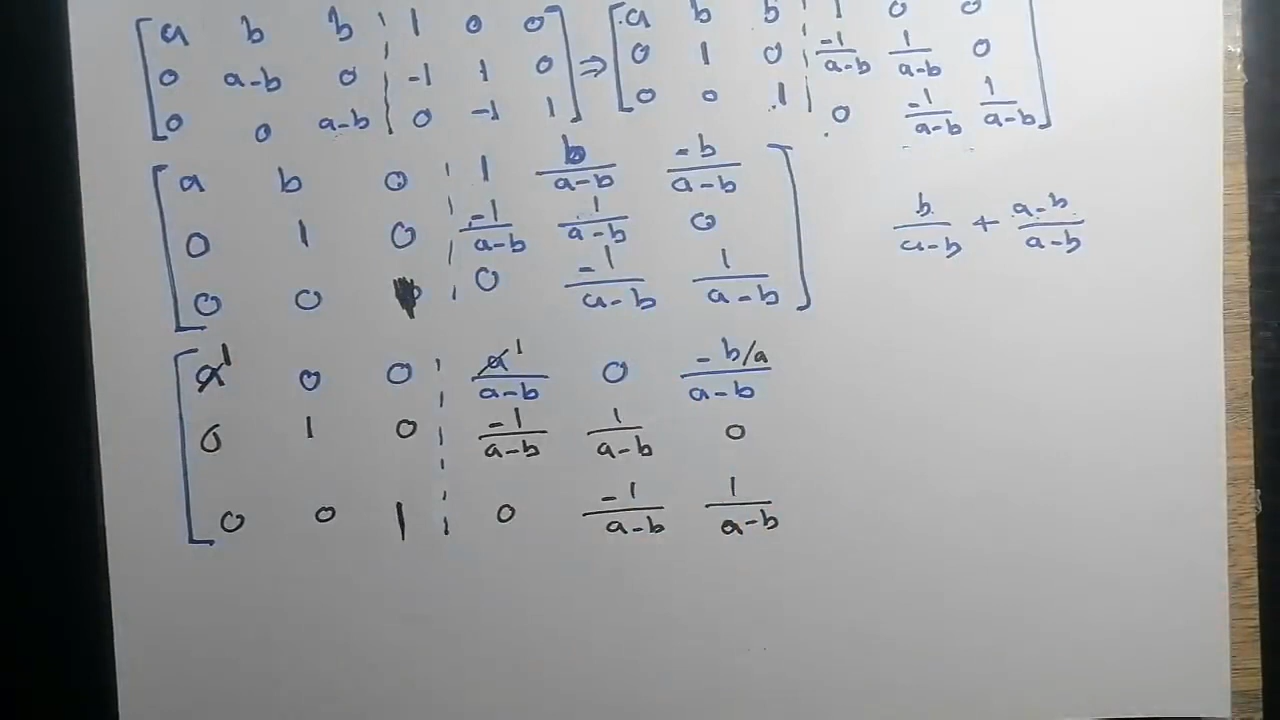 [a b b ¦ 1 0 0] ⇒ [a b b ¦ 1 0 0]
[0 a-b 0 ¦ -1 1 0] [0 1 0 ¦ -1/a-b 1/a-b 0]
[0 0 a-b ¦ 0 -1 1] [0 0 1 ¦ 0 -1/a-b 1/a-b]
[a b 0 ¦ 1 b/a-b -b/a-b]
[0 1 0 ¦ -1/a-b 1/a-b 0]
[0 0 ¦ 0 -1/a-b 1/a-b]
b/a-b + a-b/a-b
[a 1 0 0 ¦ a 1/a-b 0 -b/a/a-b]
[0 1 0 ¦ -1/a-b 1/a-b 0]
[0 0 1 ¦ 0 -1/a-b 1/a-b]